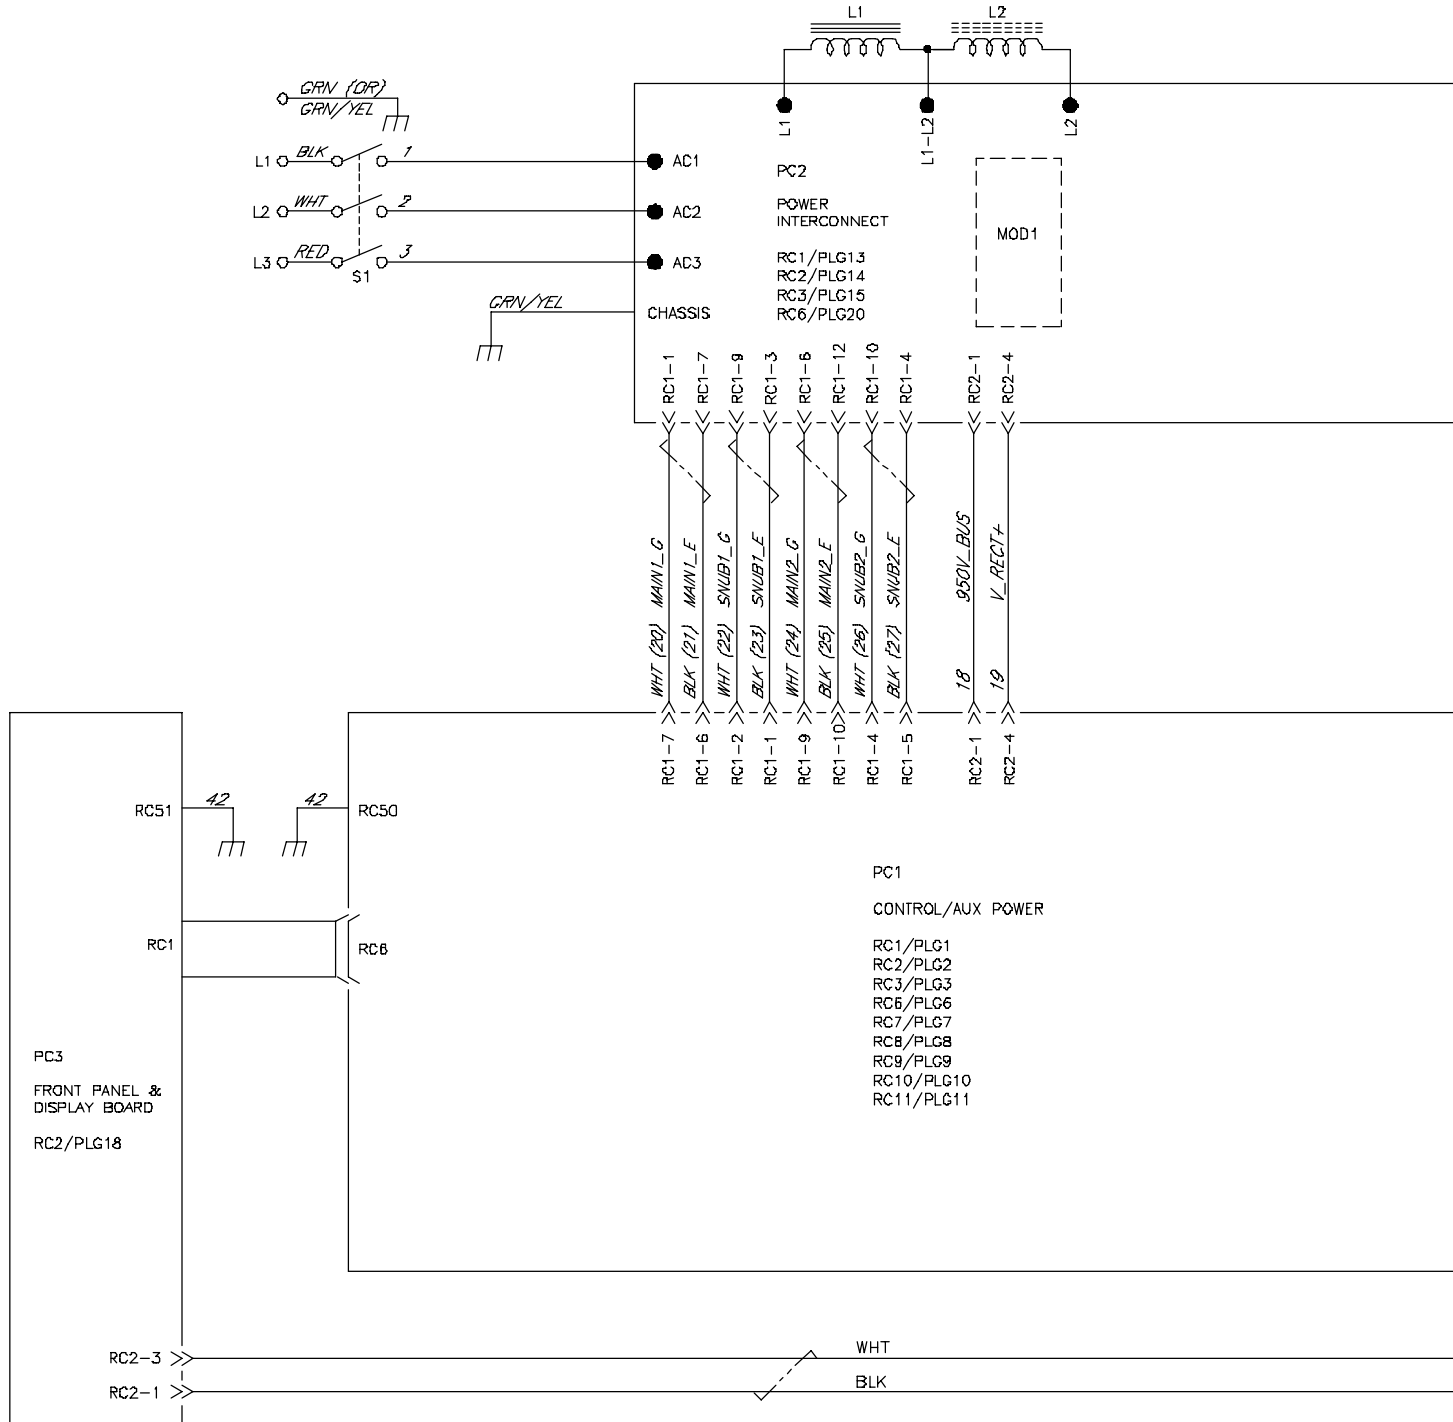 L1
L2
GRN (OR)
GRN/YEL
L1
L1-L2
L2
L1
BLK
1
AC1
L2
WHT
2
AC2
L3
RED
3
AC3
S1
PC2
POWER
INTERCONNECT
RC1/PLG13
RC2/PLG14
RC3/PLG15
RC6/PLG20
MOD1
GRN/YEL
CHASSIS
RC1-1
RC1-7
RC1-9
RC1-3
RC1-6
RC1-12
RC1-10
RC1-4
RC2-1
RC2-4
WHT (20) MAIN1_G
BLK (21) MAIN1_E
WHT (22) SNUB1_G
BLK (23) SNUB1_E
WHT (24) MAIN2_G
BLK (25) MAIN2_E
WHT (26) SNUB2_G
BLK (27) SNUB2_E
18 950V_BUS
19 V_RECT+
RC1-7
RC1-6
RC1-2
RC1-1
RC1-9
RC1-10
RC1-4
RC1-5
RC2-1
RC2-4
RC51
42
42
RC50
RC1
RC6
PC1
CONTROL/AUX POWER
RC1/PLG1
RC2/PLG2
RC3/PLG3
RC6/PLG6
RC7/PLG7
RC8/PLG8
RC9/PLG9
RC10/PLG10
RC11/PLG11
PC3
FRONT PANEL &
DISPLAY BOARD
RC2/PLG18
RC2-3
WHT
RC2-1
BLK